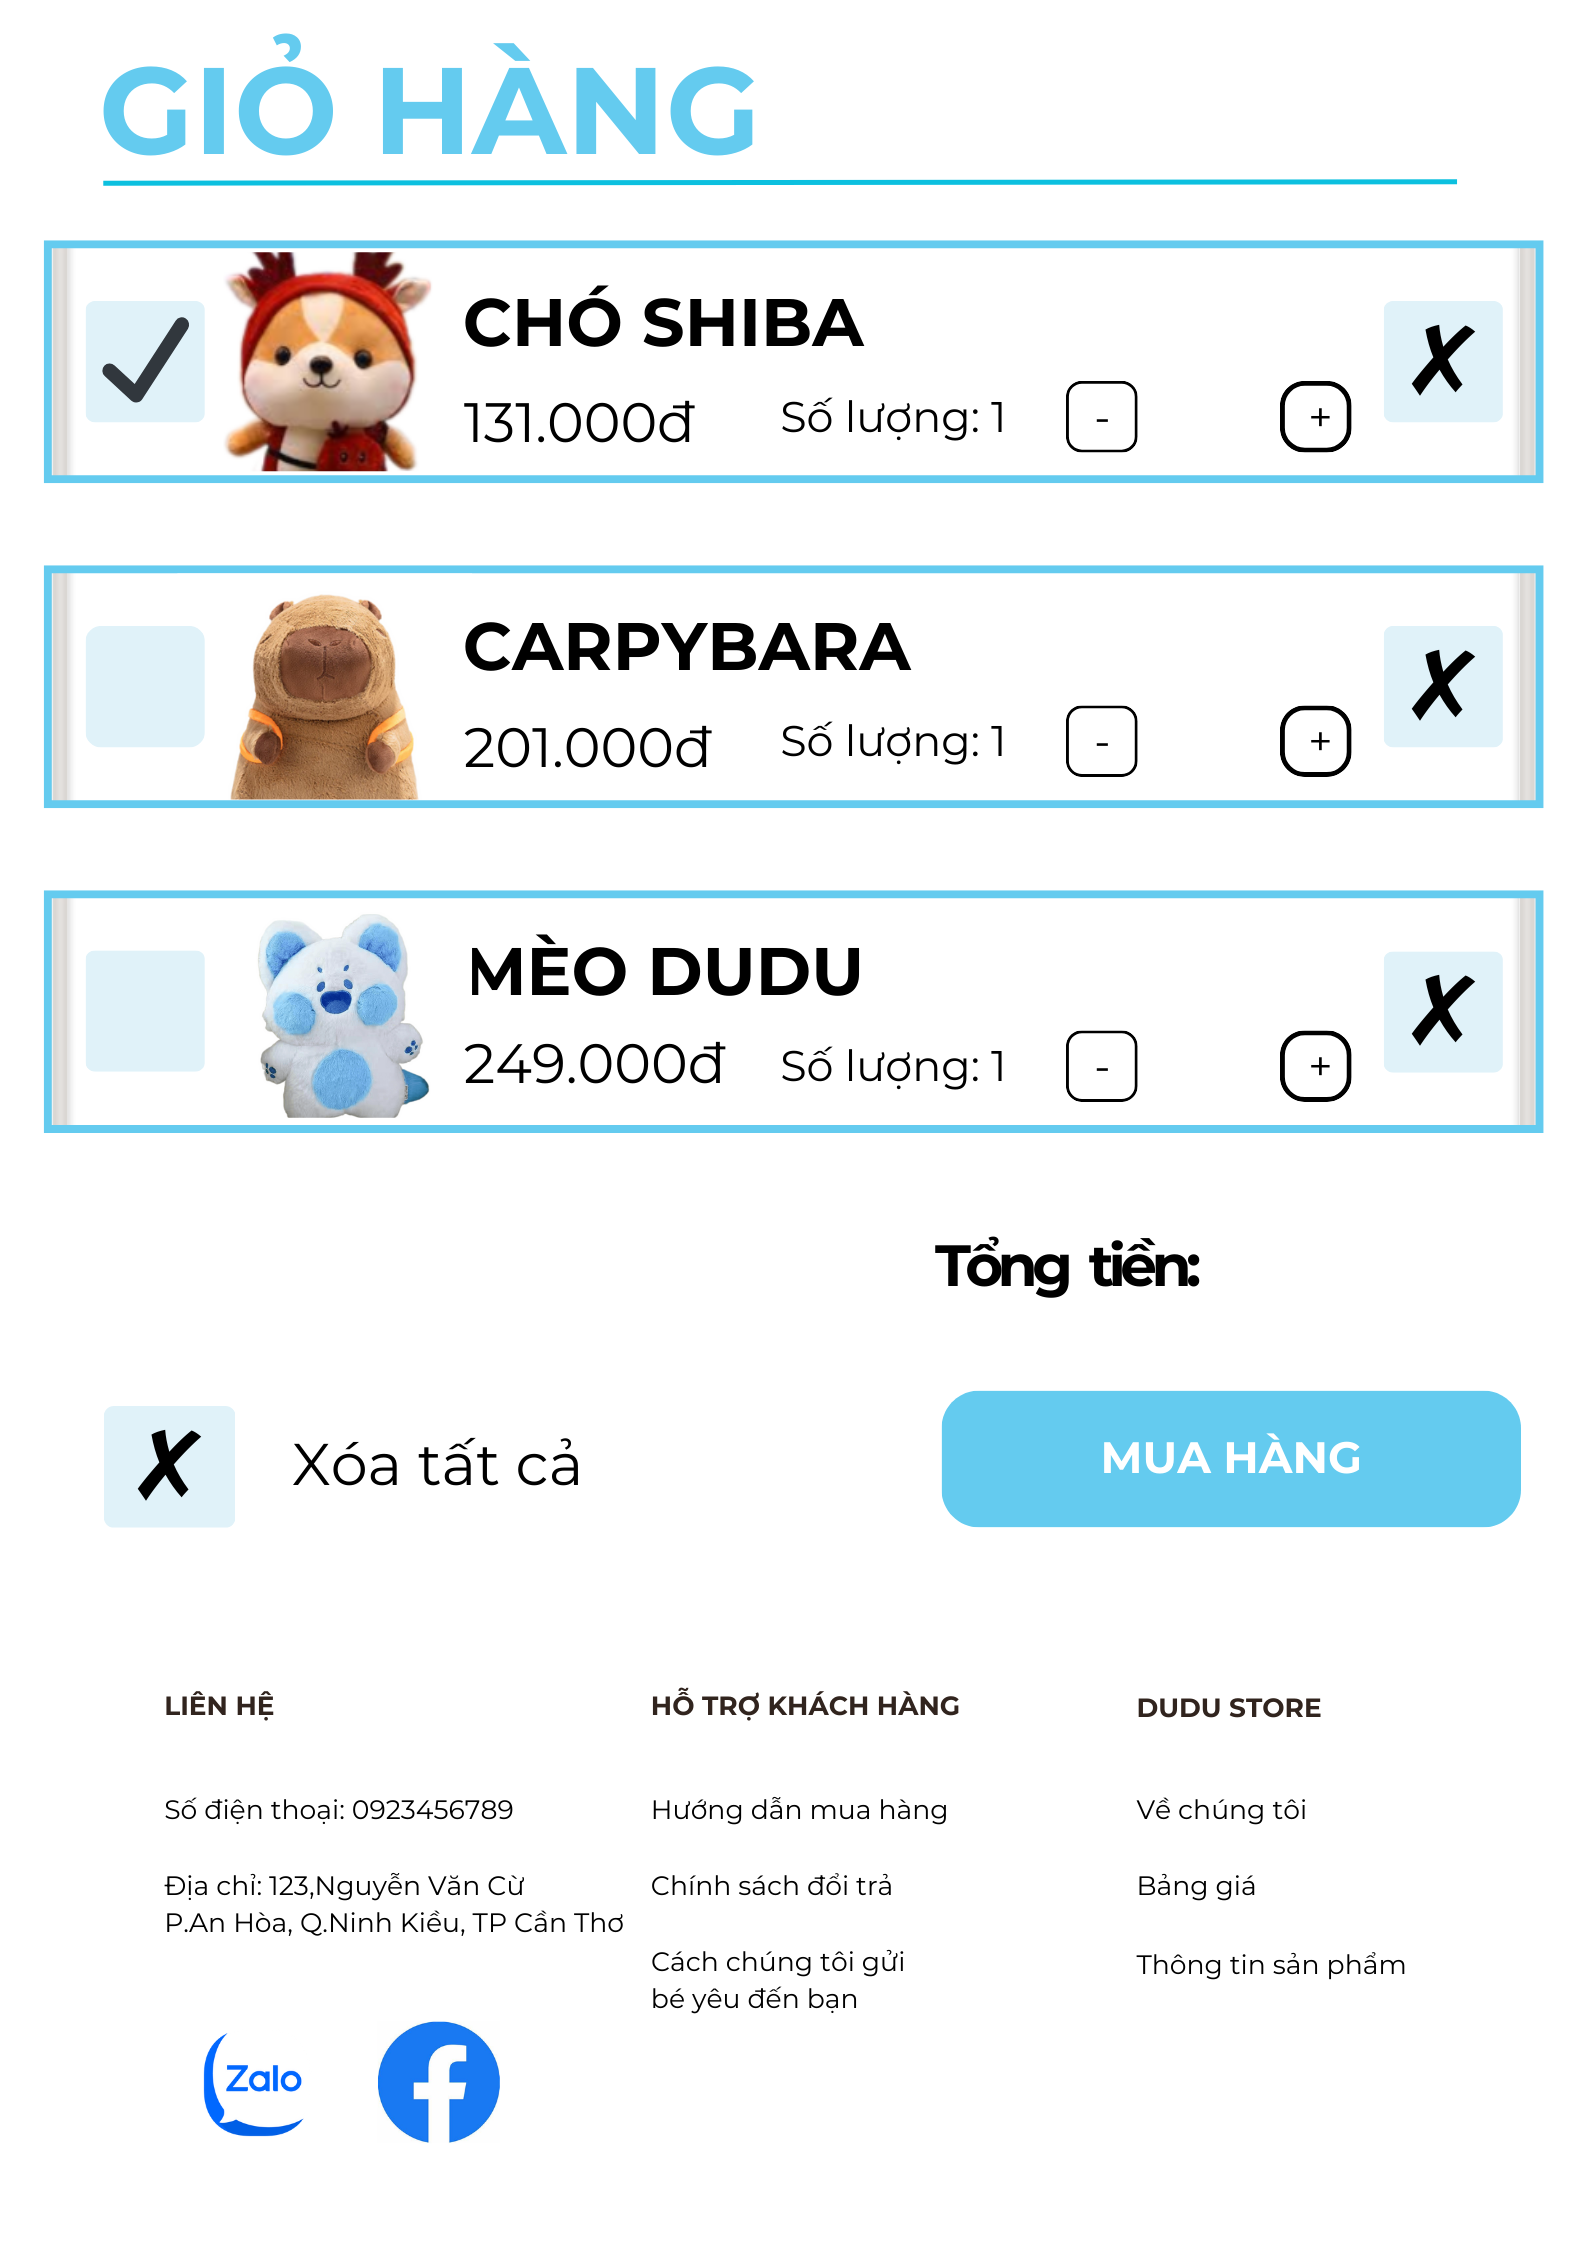 GIỎ HÀNG
CHÓ SHIBA
131.000đ Số lượng: 1 - +
CARPYBARA
201.000đ Số lượng: 1 - +
MÈO DUDU
249.000đ Số lượng: 1 - +
Tổng tiền:
Xóa tất cả
MUA HÀNG
LIÊN HỆ
Số điện thoại: 0923456789
Địa chỉ: 123,Nguyễn Văn Cừ
P.An Hòa, Q.Ninh Kiều, TP Cần Thơ
Zalo
HỖ TRỢ KHÁCH HÀNG
Hướng dẫn mua hàng
Chính sách đổi trả
Cách chúng tôi gửi
bé yêu đến bạn
DUDU STORE
Về chúng tôi
Bảng giá
Thông tin sản phẩm